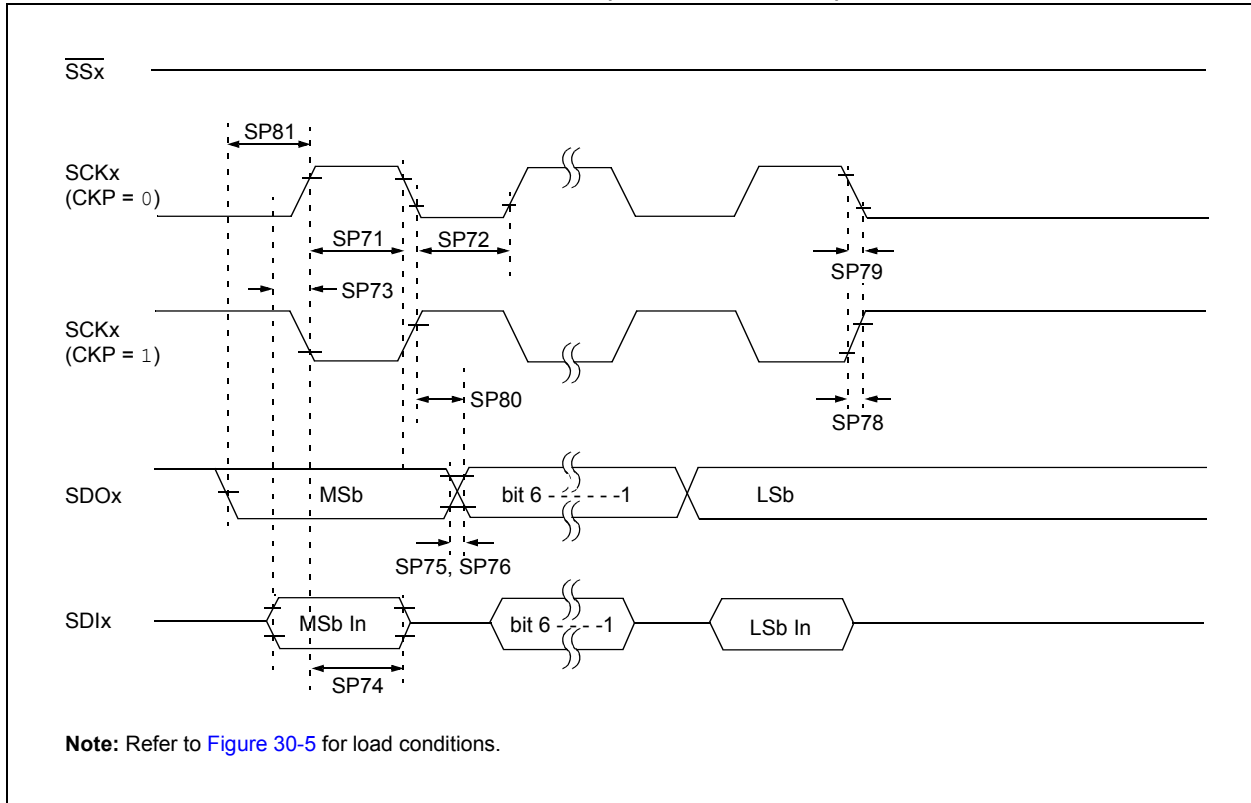 SSx
SP81
SCKx
(CKP = 0)
SP71
SP72
SP79
SP73
SCKx
(CKP = 1)
SP80
SP78
SDOx
MSb
bit 6 - - - - - -1
LSb
SP75, SP76
SDIx
MSb In
bit 6 - - - -1
LSb In
SP74
Note: Refer to Figure 30-5 for load conditions.